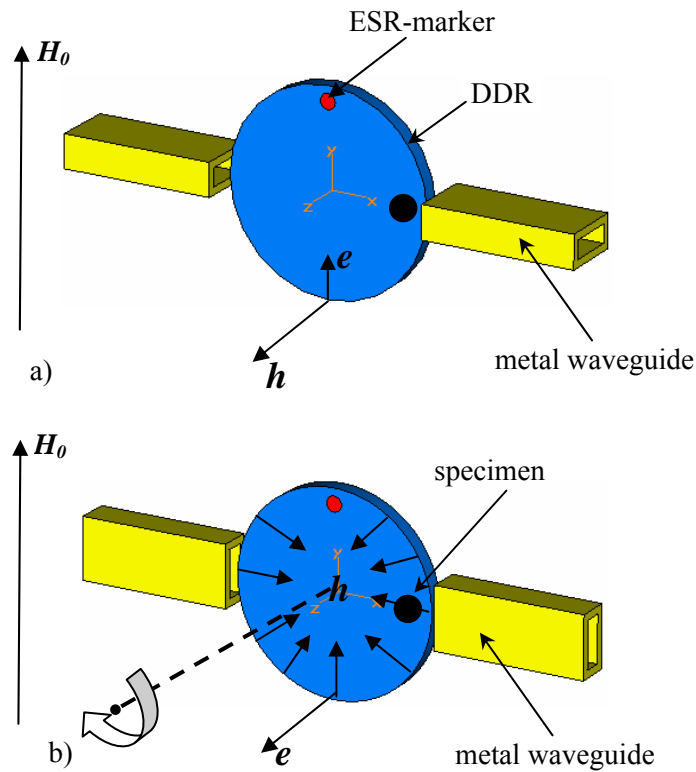 ESR-marker
H₀
DDR
y
z
x
e
h
metal waveguide
a)
H₀
specimen
y
h
z
x
e
metal waveguide
b)